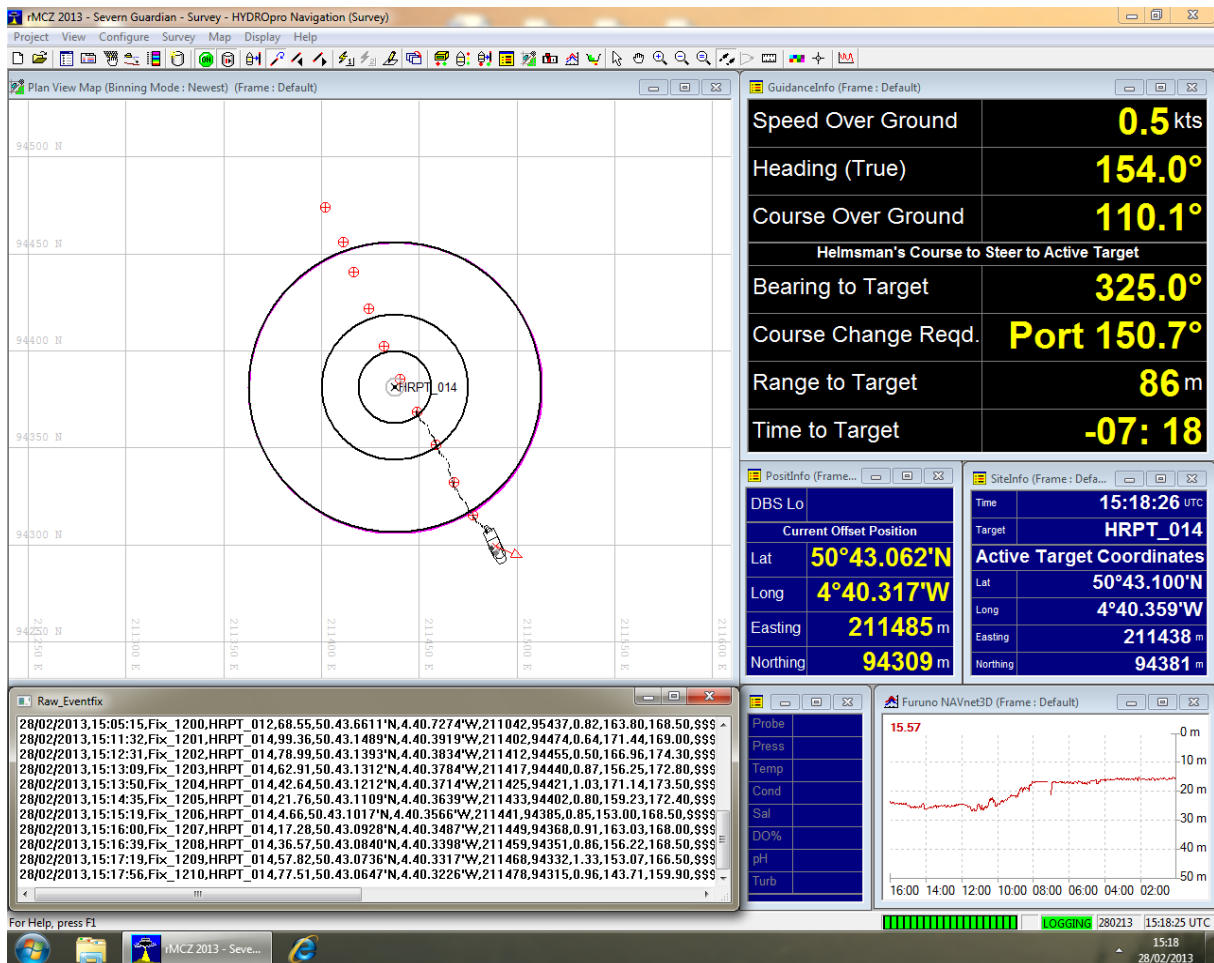 rMCZ 2013 - Severn Guardian - Survey - HYDROpro Navigation (Survey)
Project View Configure Survey Map Display Help
Plan View Map (Binning Mode : Newest) (Frame : Default)
94500 N
94450 N
94400 N
94350 N
94300 N
94250 N
211250 E
211300 E
211350 E
211400 E
211450 E
211500 E
211550 E
211600 E
HRPT_014
GuidanceInfo (Frame : Default)
Speed Over Ground 0.5 kts
Heading (True) 154.0°
Course Over Ground 110.1°
Helmsman's Course to Steer to Active Target
Bearing to Target 325.0°
Course Change Reqd. Port 150.7°
Range to Target 86 m
Time to Target -07: 18
PositInfo (Frame...
DBS Lo
Current Offset Position
Lat 50°43.062'N
Long 4°40.317'W
Easting 211485 m
Northing 94309 m
SiteInfo (Frame : Defa...
Time 15:18:26 UTC
Target HRPT_014
Active Target Coordinates
Lat 50°43.100'N
Long 4°40.359'W
Easting 211438 m
Northing 94381 m
Raw_Eventfix
28/02/2013,15:05:15,Fix_1200,HRPT_012,68.55,50.43.6611'N,4.40.7274'W,211042,95437,0.82,163.80,168.50,$$$
28/02/2013,15:11:32,Fix_1201,HRPT_014,99.36,50.43.1489'N,4.40.3919'W,211402,94474,0.64,171.44,169.00,$$$
28/02/2013,15:12:31,Fix_1202,HRPT_014,78.99,50.43.1393'N,4.40.3834'W,211412,94455,0.50,166.96,174.30,$$$
28/02/2013,15:13:09,Fix_1203,HRPT_014,62.91,50.43.1312'N,4.40.3784'W,211417,94440,0.87,156.25,172.80,$$$
28/02/2013,15:13:50,Fix_1204,HRPT_014,42.64,50.43.1212'N,4.40.3714'W,211425,94421,1.03,171.14,173.50,$$$
28/02/2013,15:14:35,Fix_1205,HRPT_014,21.76,50.43.1109'N,4.40.3639'W,211433,94402,0.80,159.23,172.40,$$$
28/02/2013,15:15:19,Fix_1206,HRPT_014,4.66,50.43.1017'N,4.40.3566'W,211441,94385,0.85,153.00,168.50,$$$
28/02/2013,15:16:00,Fix_1207,HRPT_014,17.28,50.43.0928'N,4.40.3487'W,211449,94368,0.91,163.03,168.00,$$$
28/02/2013,15:16:39,Fix_1208,HRPT_014,36.57,50.43.0840'N,4.40.3398'W,211459,94351,0.86,156.22,168.50,$$$
28/02/2013,15:17:19,Fix_1209,HRPT_014,57.82,50.43.0736'N,4.40.3317'W,211468,94332,1.33,153.07,166.50,$$$
28/02/2013,15:17:56,Fix_1210,HRPT_014,77.51,50.43.0647'N,4.40.3226'W,211478,94315,0.96,143.71,159.90,$$$
Probe
Press
Temp
Cond
Sal
DO%
pH
Turb
Furuno NAVnet3D (Frame : Default)
15.57
0 m
10 m
20 m
30 m
40 m
50 m
16:00 14:00 12:00 10:00 08:00 06:00 04:00 02:00
For Help, press F1
LOGGING 280213 15:18:25 UTC
rMCZ 2013 - Seve...
15:18
28/02/2013